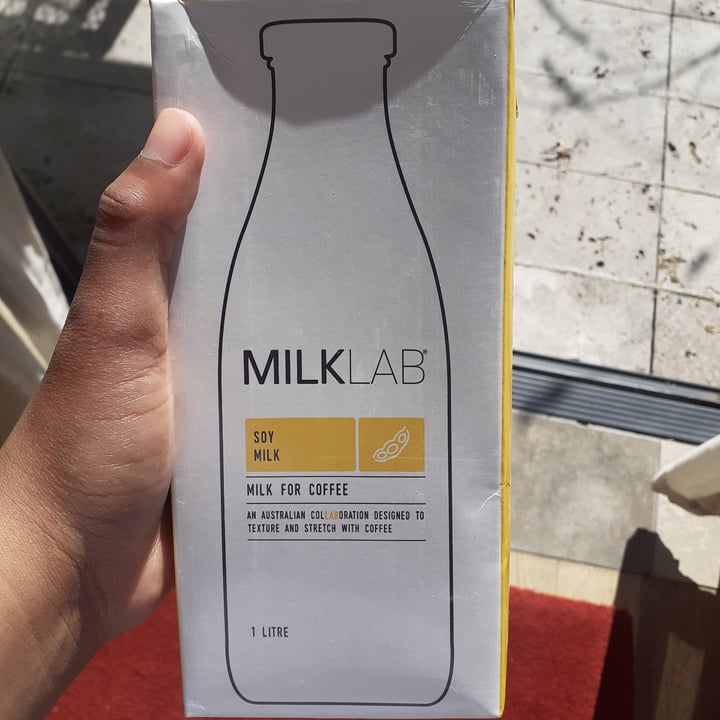 MILKLAB®
SOY
MILK
MILK FOR COFFEE
AN AUSTRALIAN COLLABORATION DESIGNED TO
TEXTURE AND STRETCH WITH COFFEE
1 LITRE